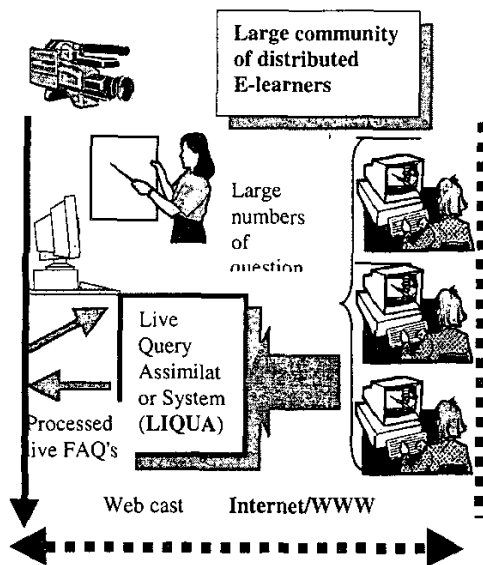 Large community
of distributed
E-learners
Large
numbers
of
question
Live
Query
Assimilat
or System
(LIQUA)
Processed
live FAQ's
Web cast Internet/WWW